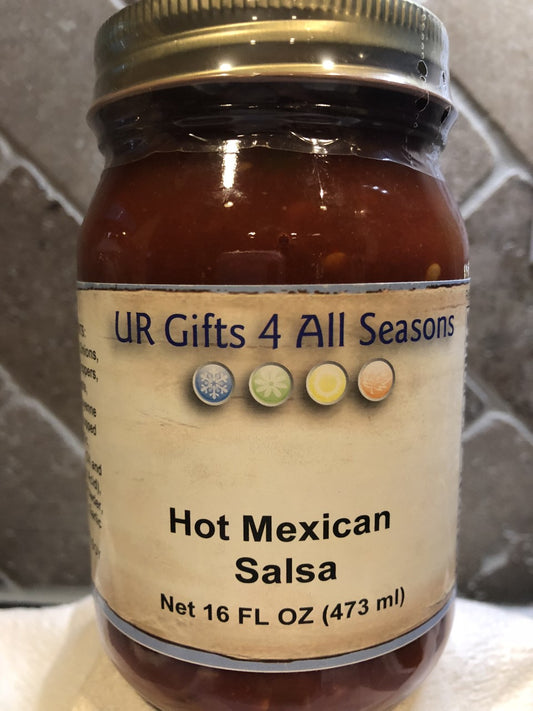 UR Gifts 4 All Seasons
Hot Mexican
Salsa
Net 16 FL OZ (473 ml)